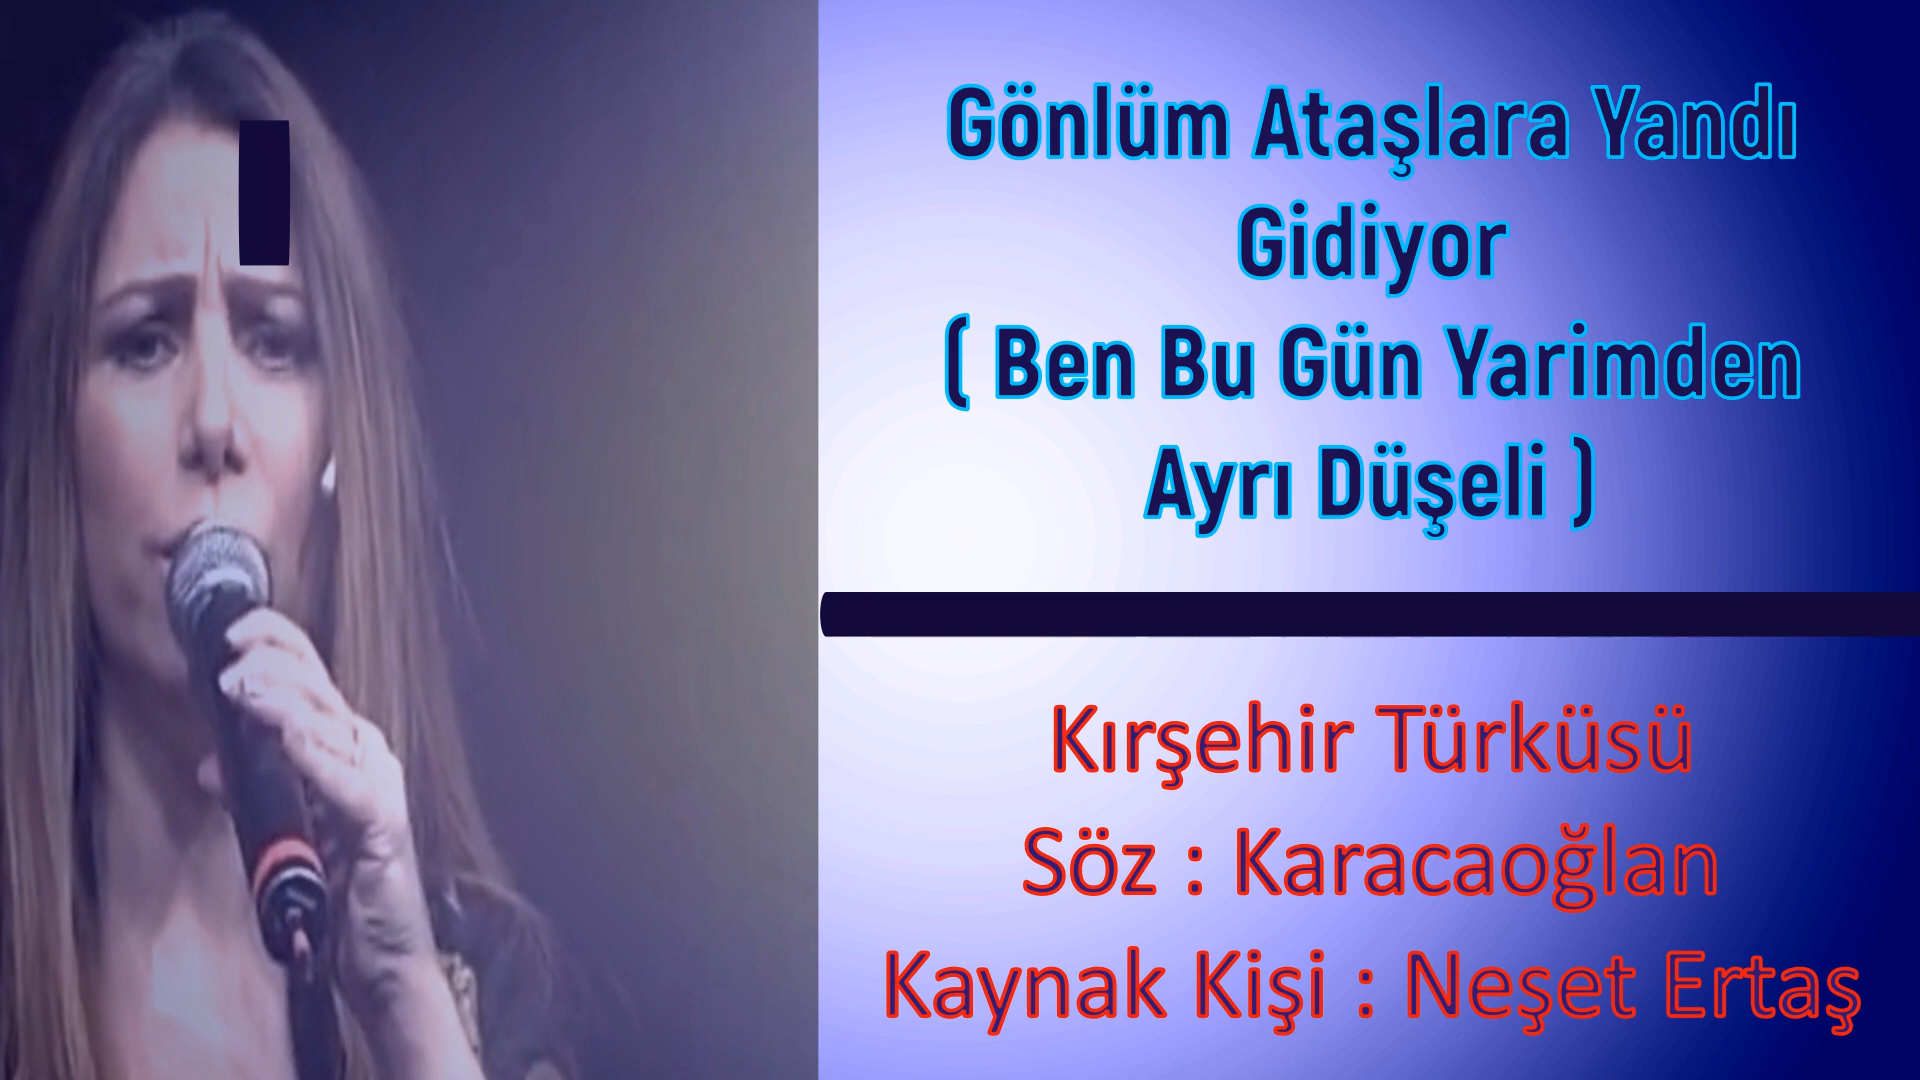 Gönlüm Ataşlara Yandı
Gidiyor
( Ben Bu Gün Yarimden
Ayrı Düşeli )
Kırşehir Türküsü
Söz : Karacaoğlan
Kaynak Kişi : Neşet Ertaş